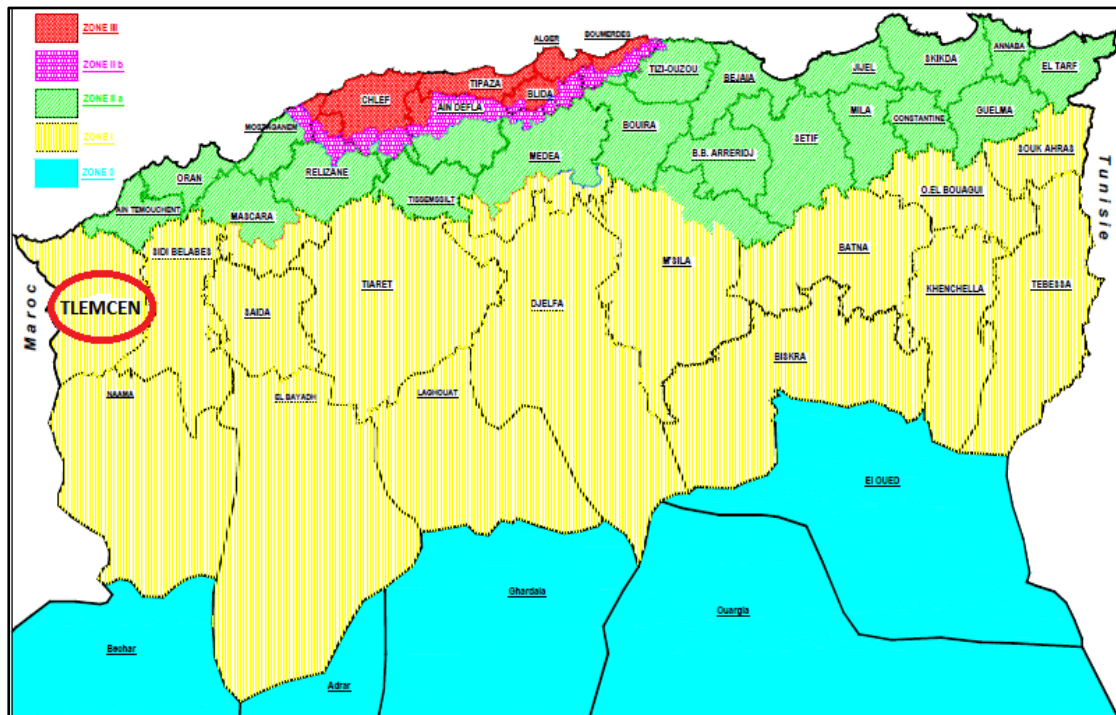 ZONE III
ZONE II b
ZONE II a
ZONE I
ZONE 0
ALGER
BOUMERDES
TIPAZA
BLIDA
CHLEF
AIN DEFLA
TIZI-OUZOU
BEJAIA
JIJEL
SKIKDA
ANNABA
EL TARF
MOSTAGANEM
MEDEA
BOUIRA
B.B. ARRERIDJ
SETIF
MILA
CONSTANTINE
GUELMA
SOUK AHRAS
ORAN
RELIZANE
AIN TEMOUCHENT
MASCARA
TISSEMSSILT
O.EL BOUAGUI
Tunisie
SIDI BELABES
TIARET
M'SILA
BATNA
KHENCHELLA
TEBESSA
Maroc
TLEMCEN
SAIDA
DJELFA
BISKRA
NAAMA
EL BAYADH
LAGHOUAT
El OUED
Ghardaia
Ouargla
Bechar
Adrar